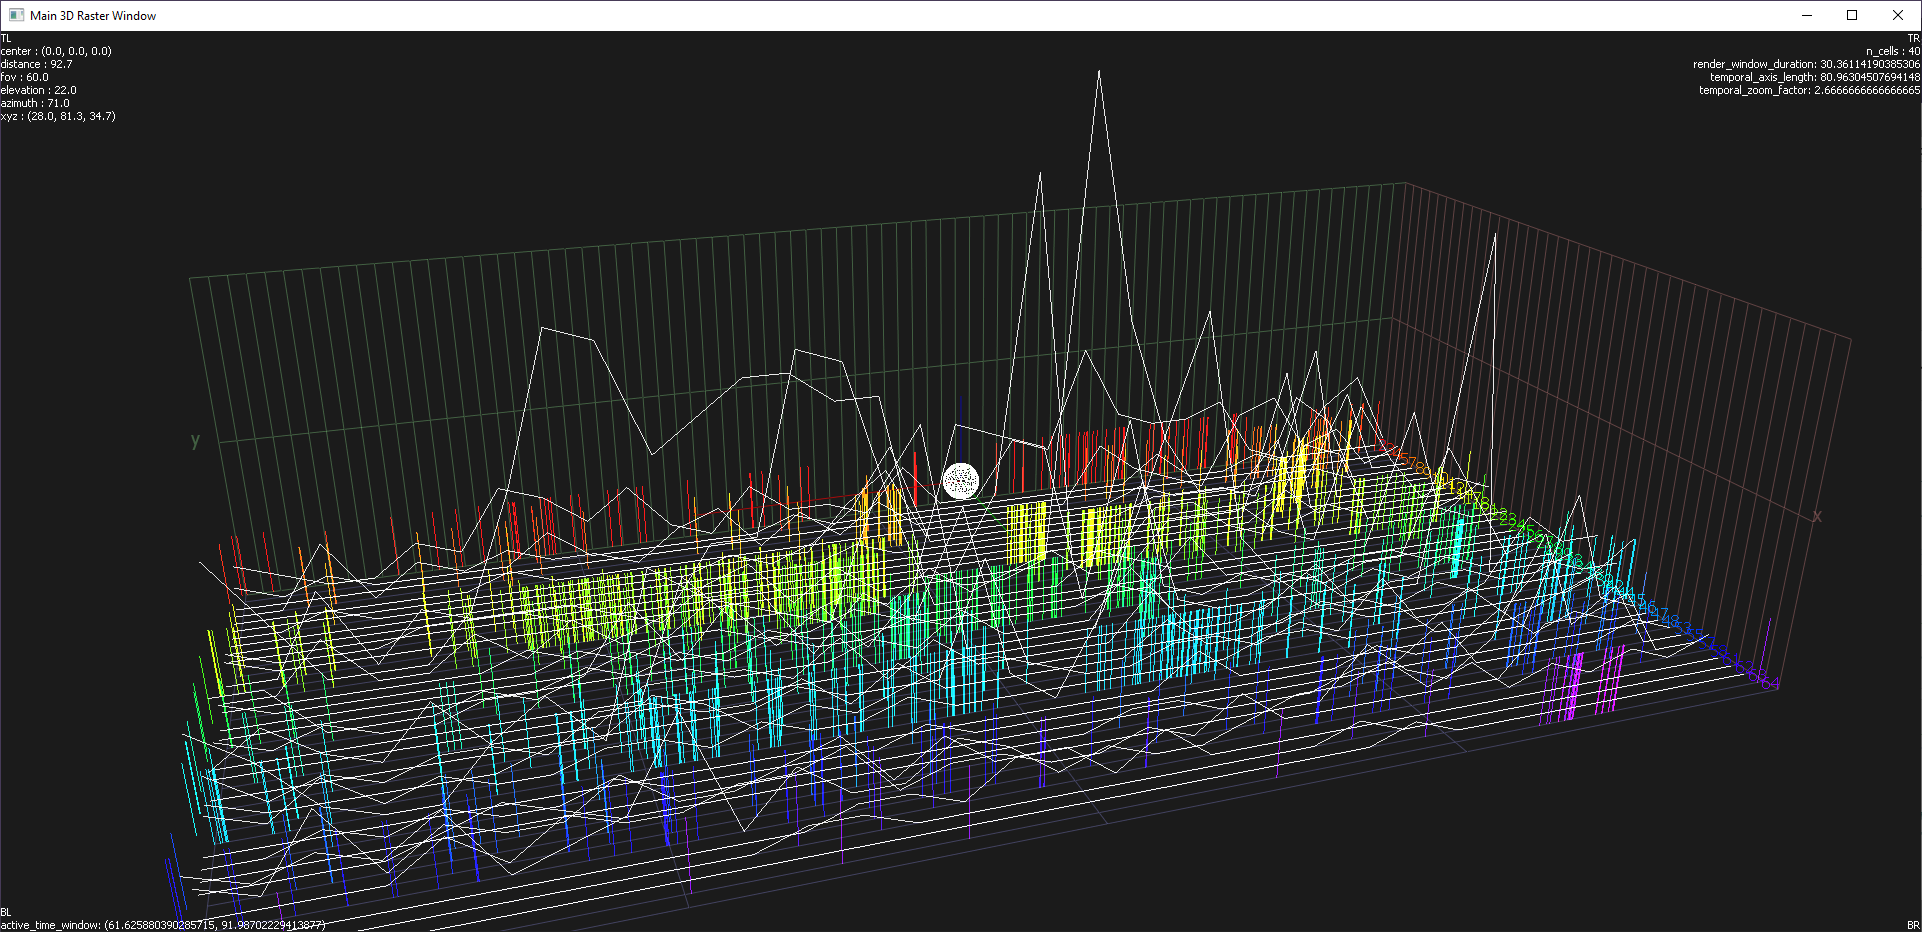 Main 3D Raster Window
TL
center : (0.0, 0.0, 0.0)
distance : 92.7
fov : 60.0
elevation : 22.0
azimuth : 71.0
xyz : (28.0, 81.3, 34.7)
TR
n_cells : 40
render_window_duration: 30.36114190385306
temporal_axis_length: 80.96304507694148
temporal_zoom_factor: 2.6666666666666665
y
x
BL
active_time_window: (61.625880390285715, 91.98702229413877)
BR